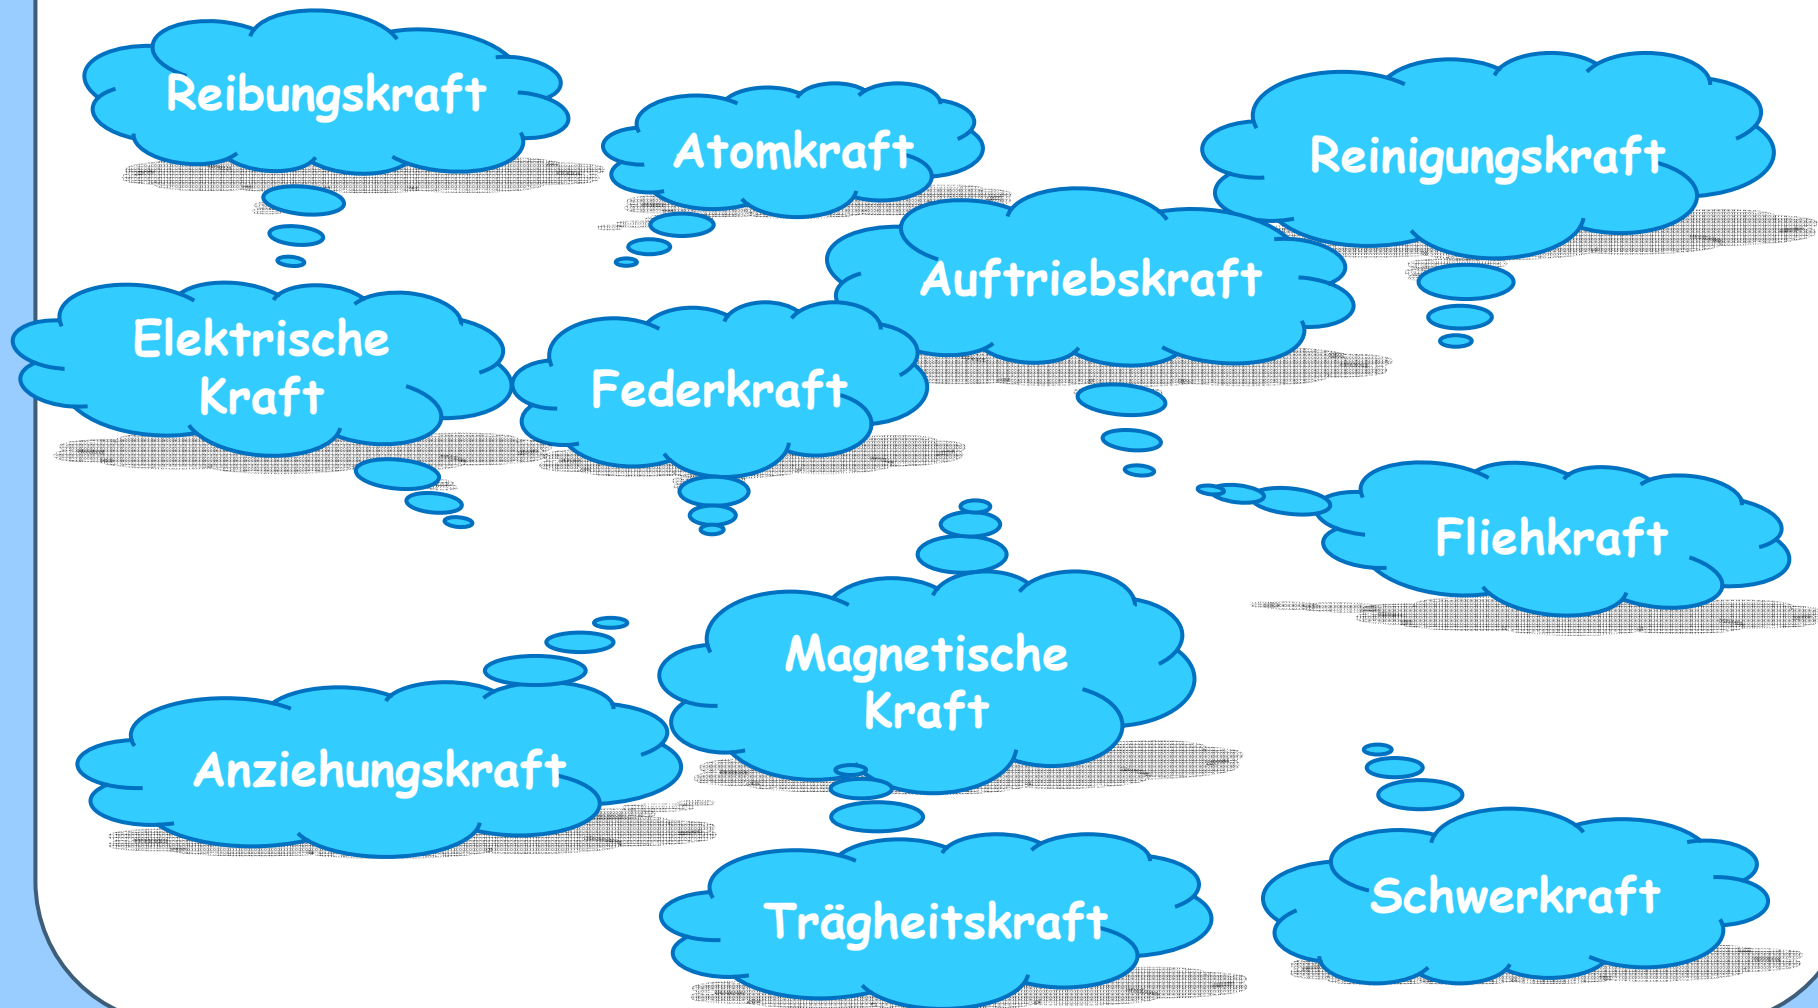 Reibungskraft
Atomkraft
Reinigungskraft
Auftriebskraft
Elektrische
Kraft
Federkraft
Fliehkraft
Magnetische
Kraft
Anziehungskraft
Trägheitskraft
Schwerkraft